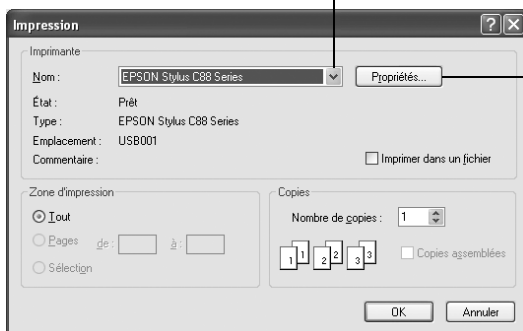 Impression
Imprimante
Nom : EPSON Stylus C88 Series Propriétés...
État : Prêt
Type : EPSON Stylus C88 Series
Emplacement : USB001
Commentaire : Imprimer dans un fichier
Zone d'impression
Tout
Pages de : à :
Sélection
Copies
Nombre de copies : 1
1 1 2 2 3 3
Copies assemblées
OK Annuler